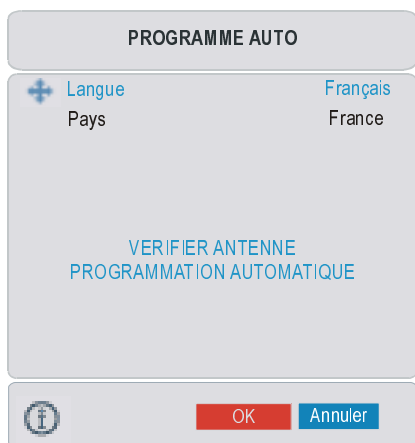 PROGRAMME AUTO
Langue Français
Pays France
VERIFIER ANTENNE
PROGRAMMATION AUTOMATIQUE
OK Annuler